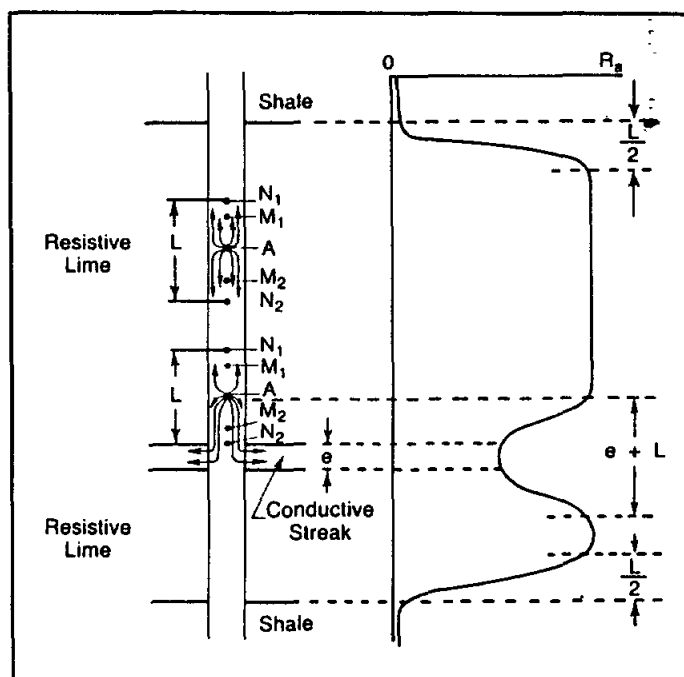 0
Rₐ
Shale
L
2
N₁
M₁
L
A
Resistive
Lime
M₂
N₂
N₁
M₁
L
A
M₂
N₂
e
e + L
Conductive
Streak
Resistive
Lime
L
2
Shale